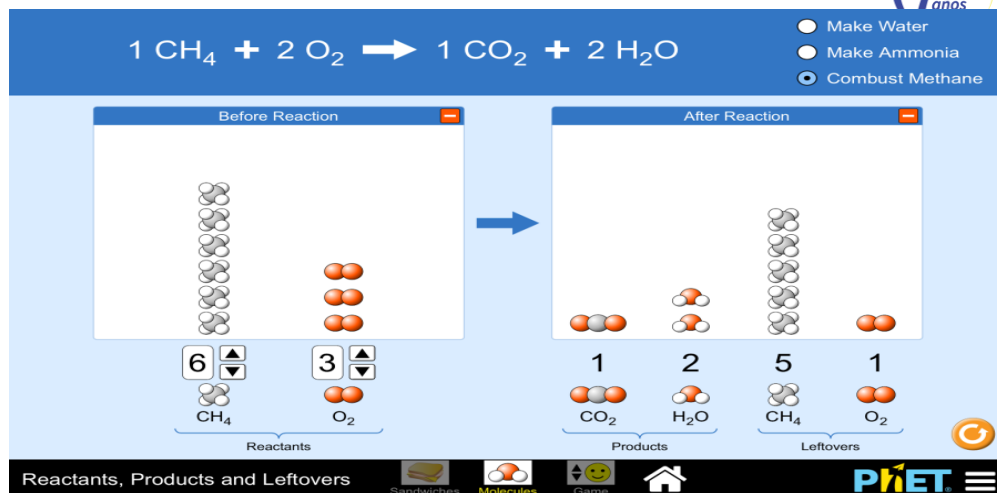 anos
1 CH₄ + 2 O₂ → 1 CO₂ + 2 H₂O
Make Water
Make Ammonia
Combust Methane
Before Reaction
After Reaction
6 3 1 2 5 1
CH₄ O₂ CO₂ H₂O CH₄ O₂
Reactants Products Leftovers
Reactants, Products and Leftovers
Sandwiches Molecules Game
PhET